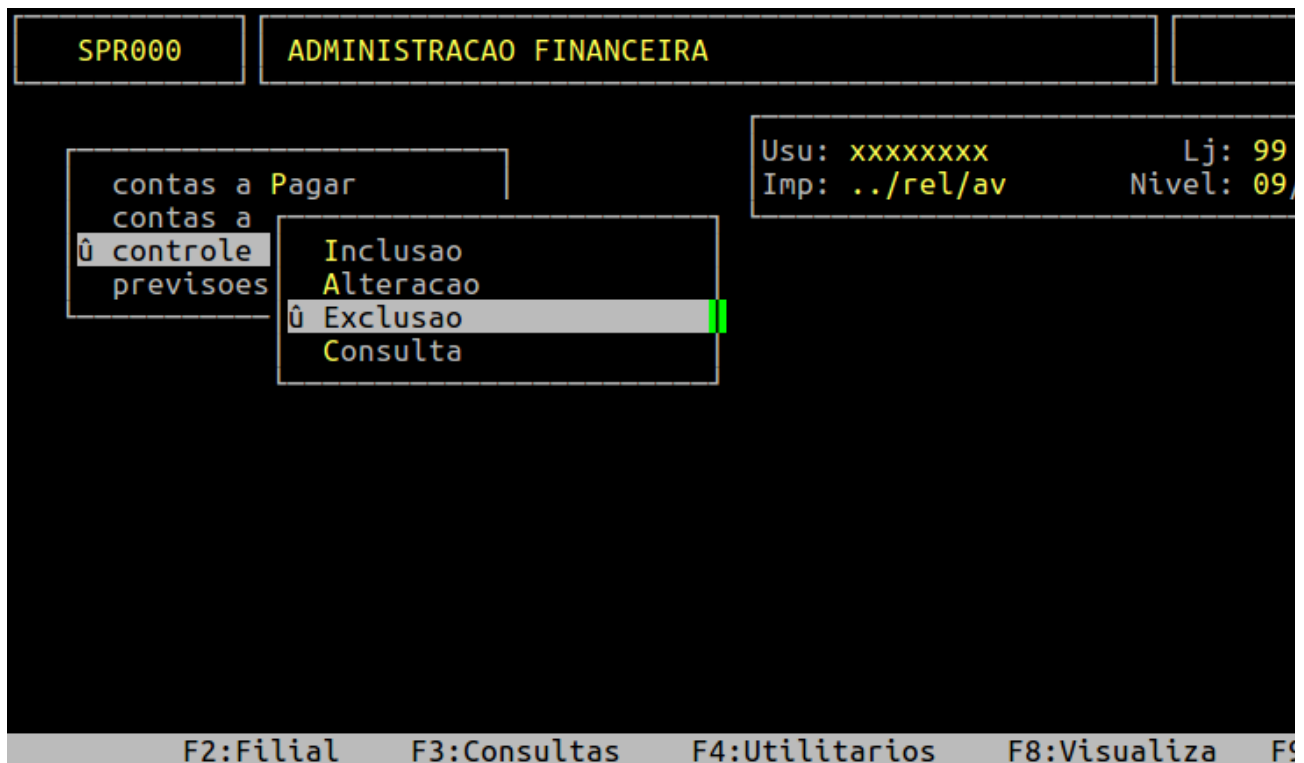 SPR000 ADMINISTRACAO FINANCEIRA
Usu: xxxxxxxx Lj: 99
Imp: ../rel/av Nivel: 09/
contas a Pagar
contas a
û controle
previsoes
Inclusao
Alteracao
û Exclusao
Consulta
F2:Filial F3:Consultas F4:Utilitarios F8:Visualiza